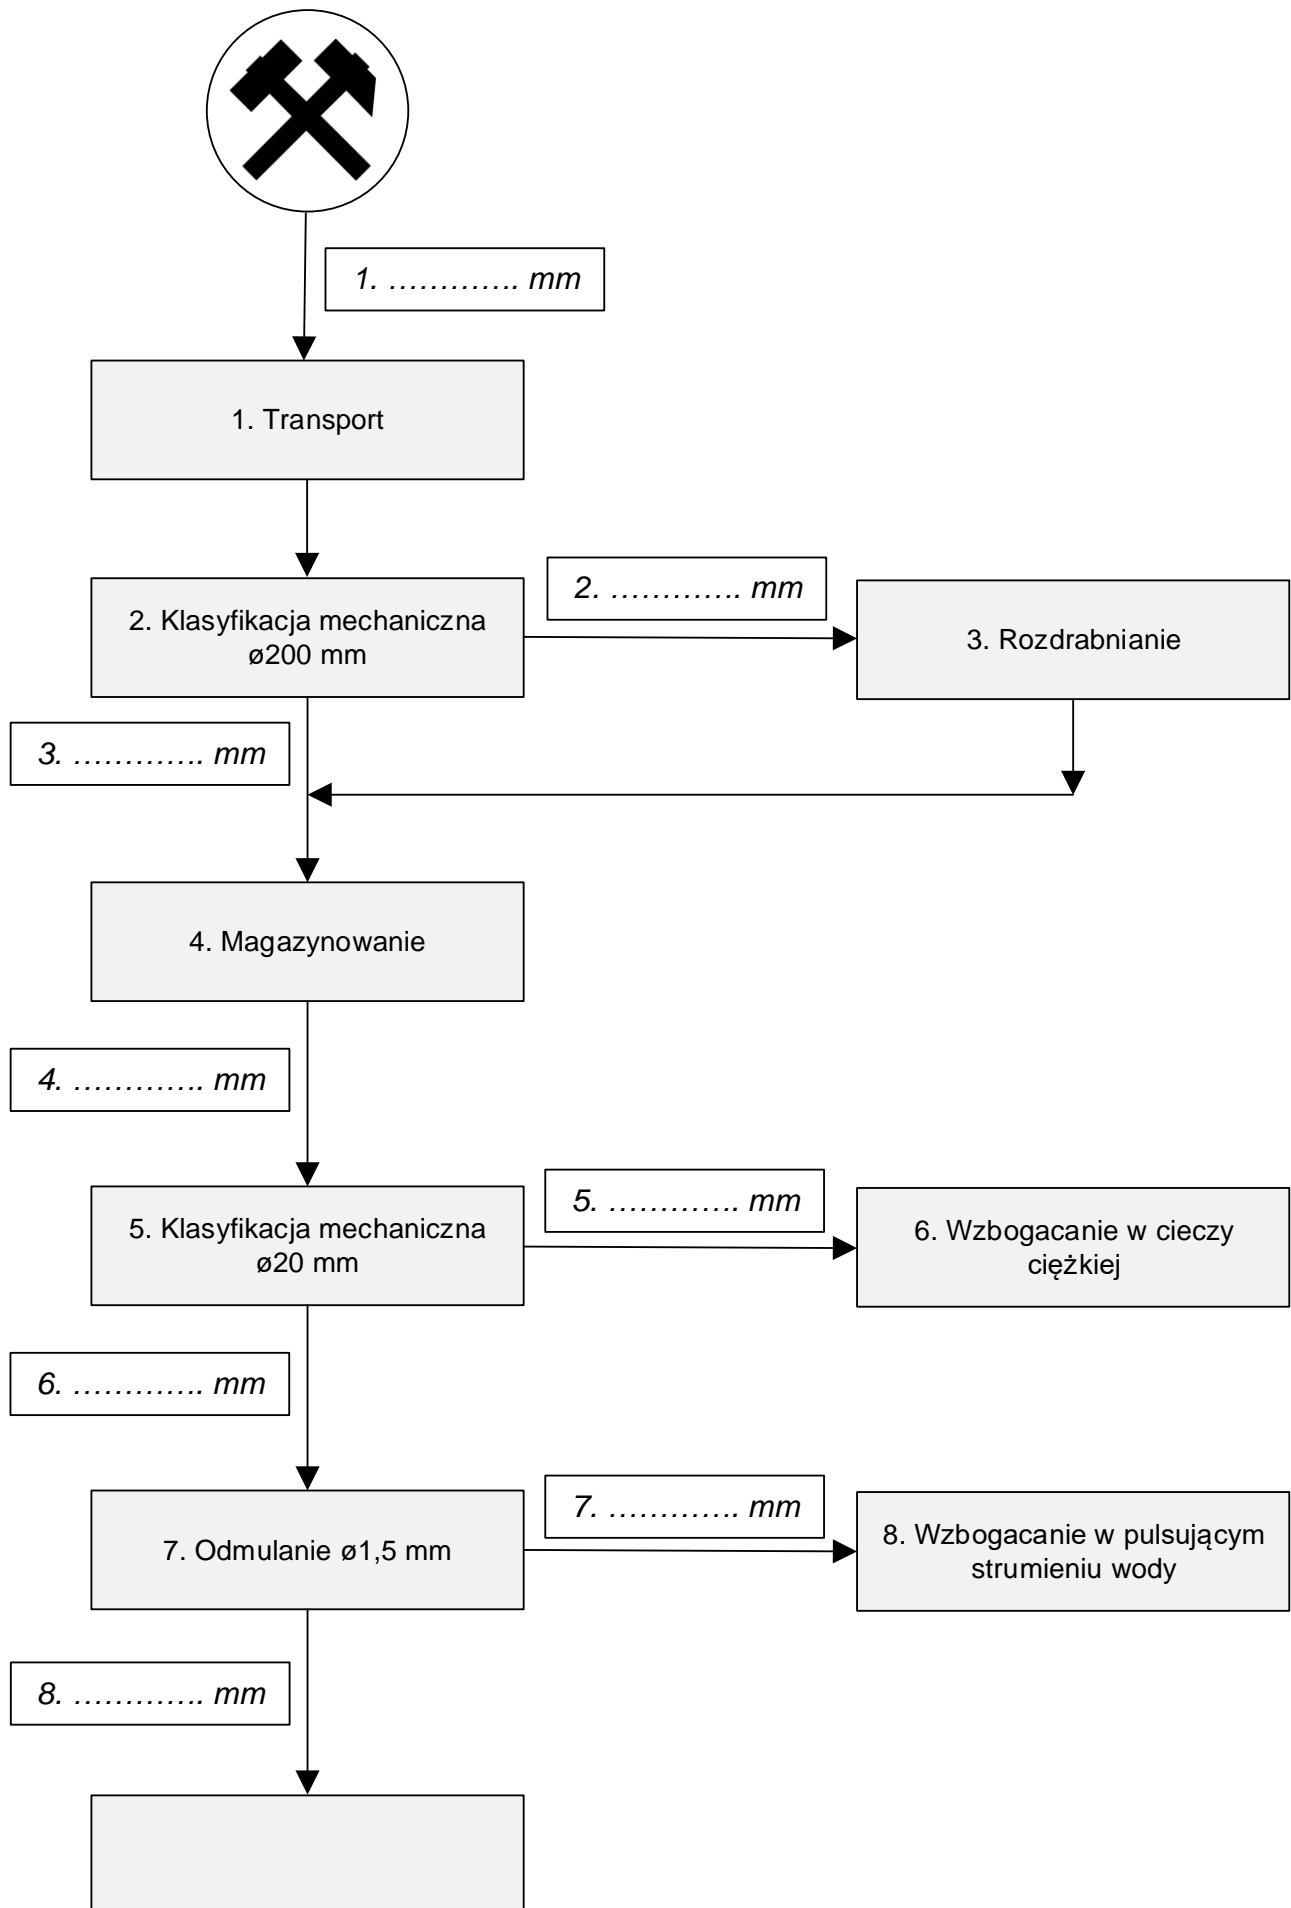 1. …………. mm
1. Transport
2. Klasyfikacja mechaniczna
ø200 mm
2. …………. mm
3. Rozdrabnianie
3. …………. mm
4. Magazynowanie
4. …………. mm
5. Klasyfikacja mechaniczna
ø20 mm
5. …………. mm
6. Wzbogacanie w cieczy
ciężkiej
6. …………. mm
7. Odmulanie ø1,5 mm
7. …………. mm
8. Wzbogacanie w pulsującym
strumieniu wody
8. …………. mm